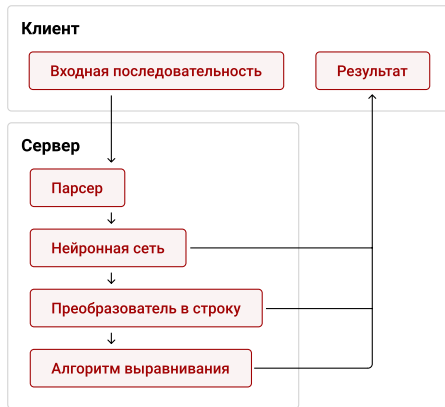 Клиент
Входная последовательность
Результат
Сервер
Парсер
Нейронная сеть
Преобразователь в строку
Алгоритм выравнивания